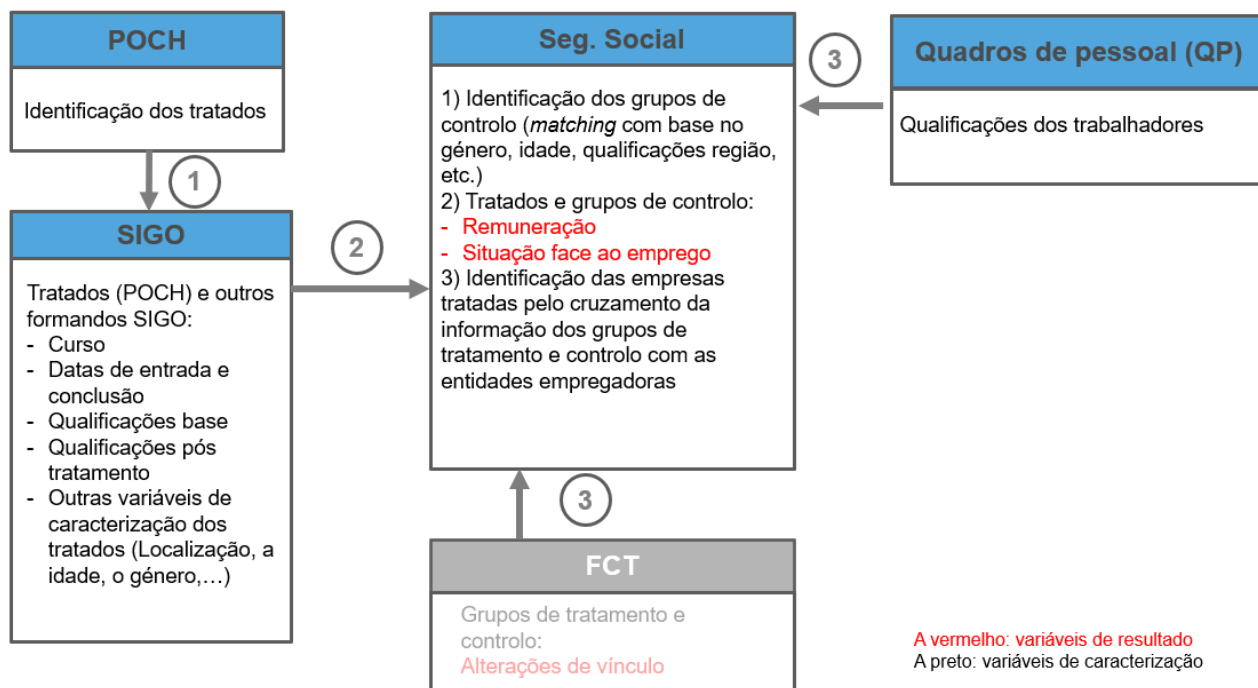 POCH
Identificação dos tratados
1
SIGO
Tratados (POCH) e outros
formandos SIGO:
- Curso
- Datas de entrada e
conclusão
- Qualificações base
- Qualificações pós
tratamento
- Outras variáveis de
caracterização dos
tratados (Localização, a
idade, o género,…)
2
Seg. Social
1) Identificação dos grupos de
controlo (matching com base no
género, idade, qualificações região,
etc.)
2) Tratados e grupos de controlo:
- Remuneração
- Situação face ao emprego
3) Identificação das empresas
tratadas pelo cruzamento da
informação dos grupos de
tratamento e controlo com as
entidades empregadoras
3
Quadros de pessoal (QP)
Qualificações dos trabalhadores
3
FCT
Grupos de tratamento e
controlo:
Alterações de vínculo
A vermelho: variáveis de resultado
A preto: variáveis de caracterização